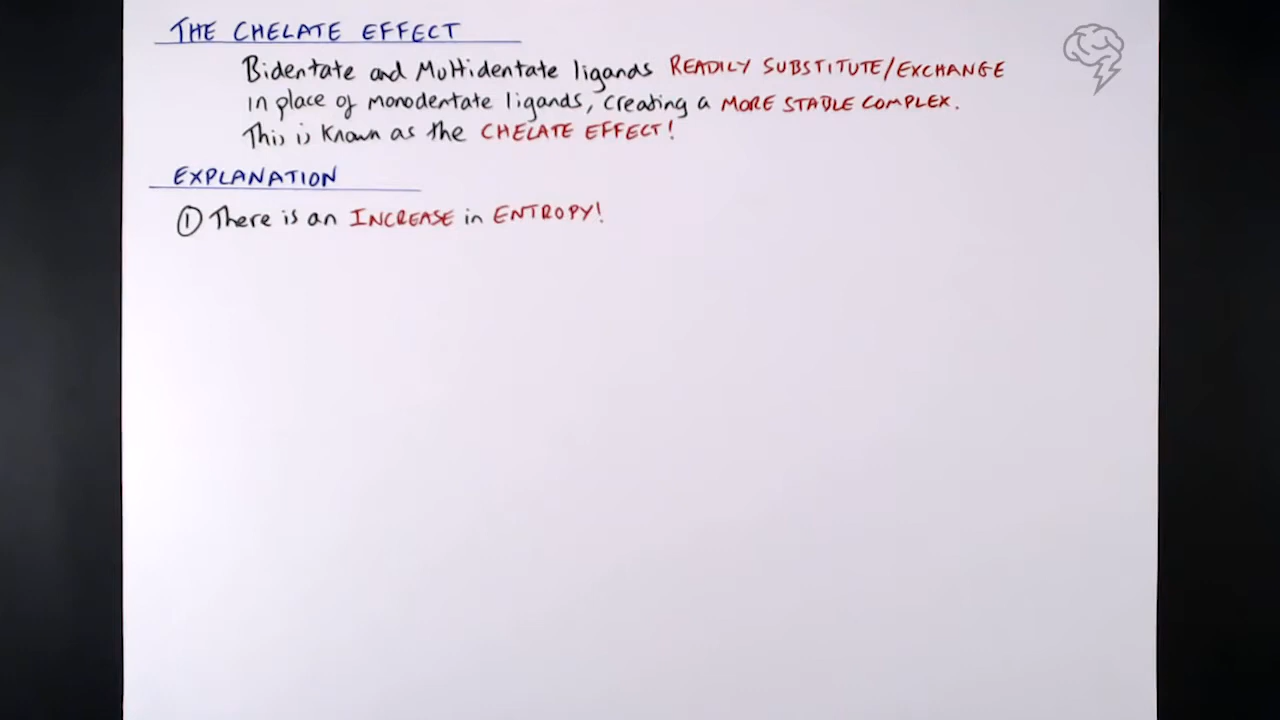 THE CHELATE EFFECT
Bidentate and Multidentate ligands READILY SUBSTITUTE/EXCHANGE
in place of monodentate ligands, creating a MORE STABLE COMPLEX.
This is known as the CHELATE EFFECT!
EXPLANATION
① There is an INCREASE in ENTROPY!